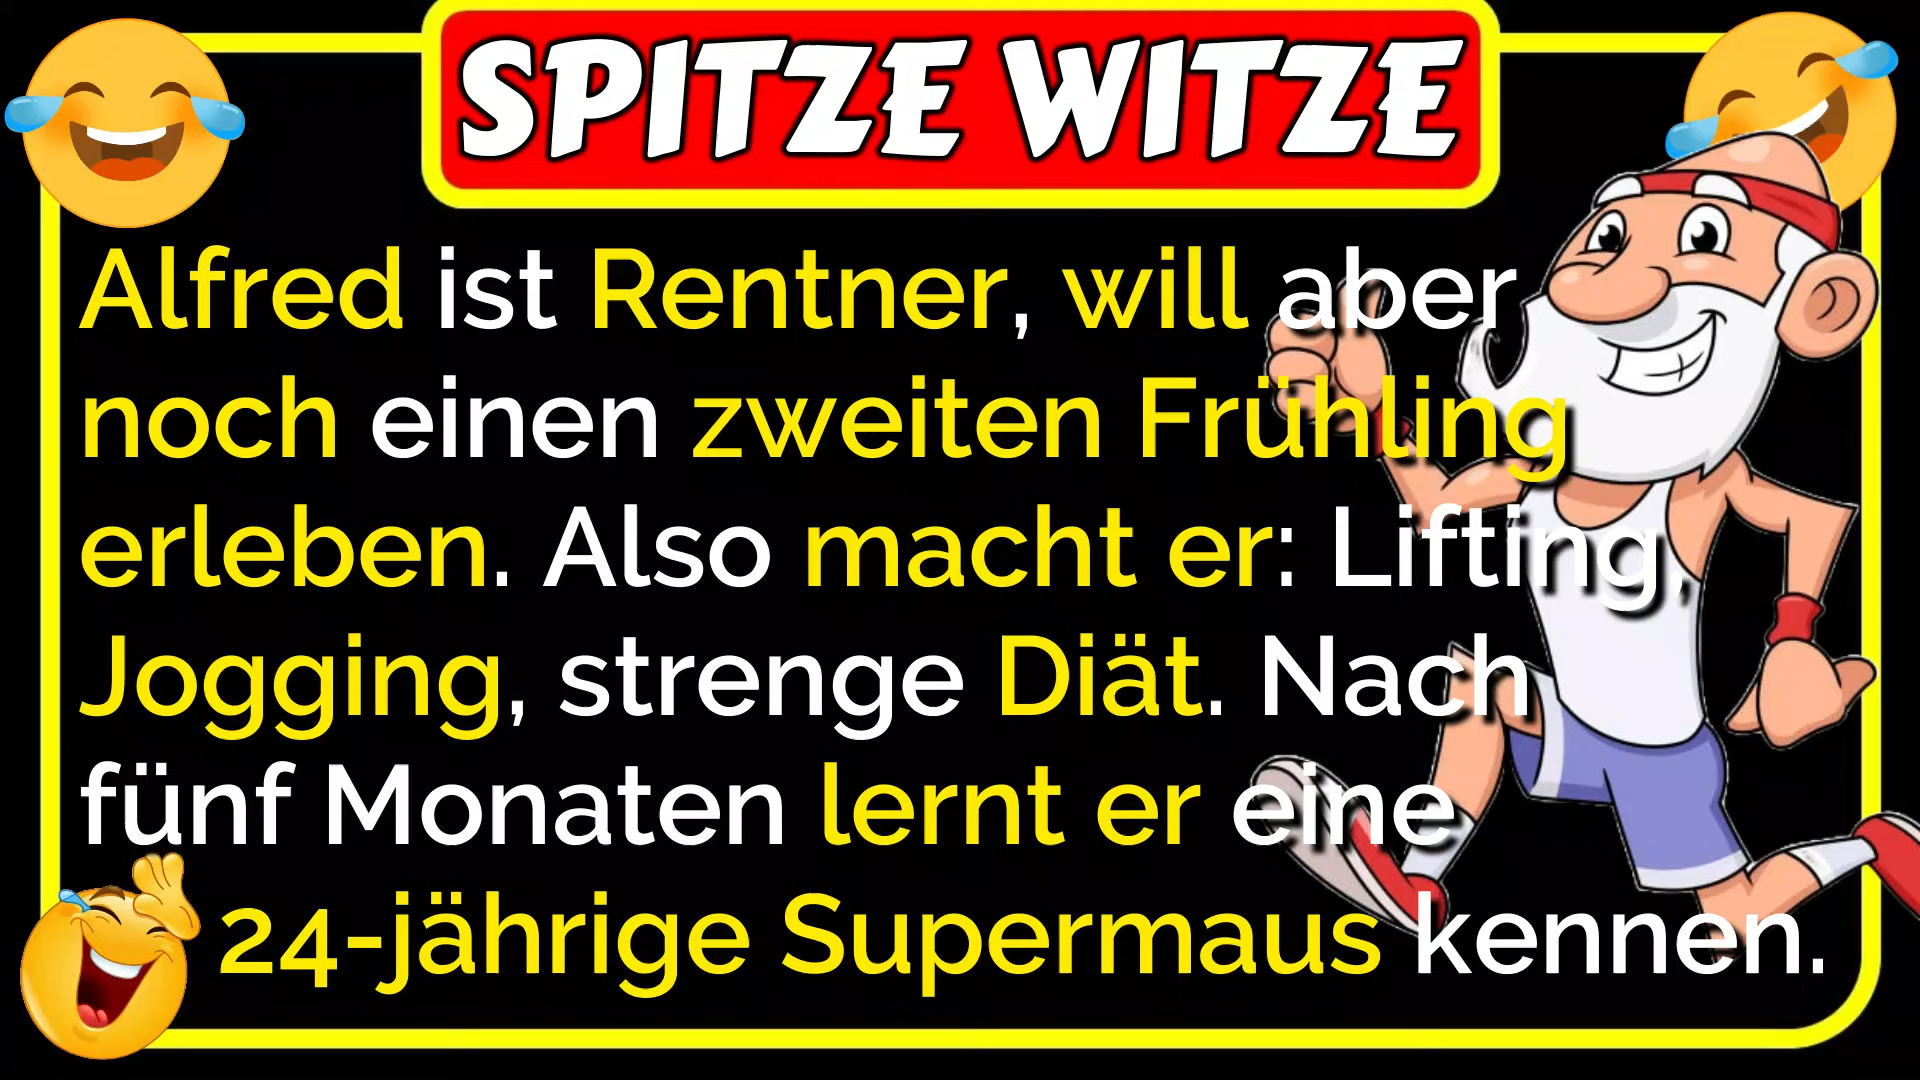 SPITZE WITZE
Alfred ist Rentner, will aber
noch einen zweiten Frühling
erleben. Also macht er: Lifting,
Jogging, strenge Diät. Nach
fünf Monaten lernt er eine
24-jährige Supermaus kennen.